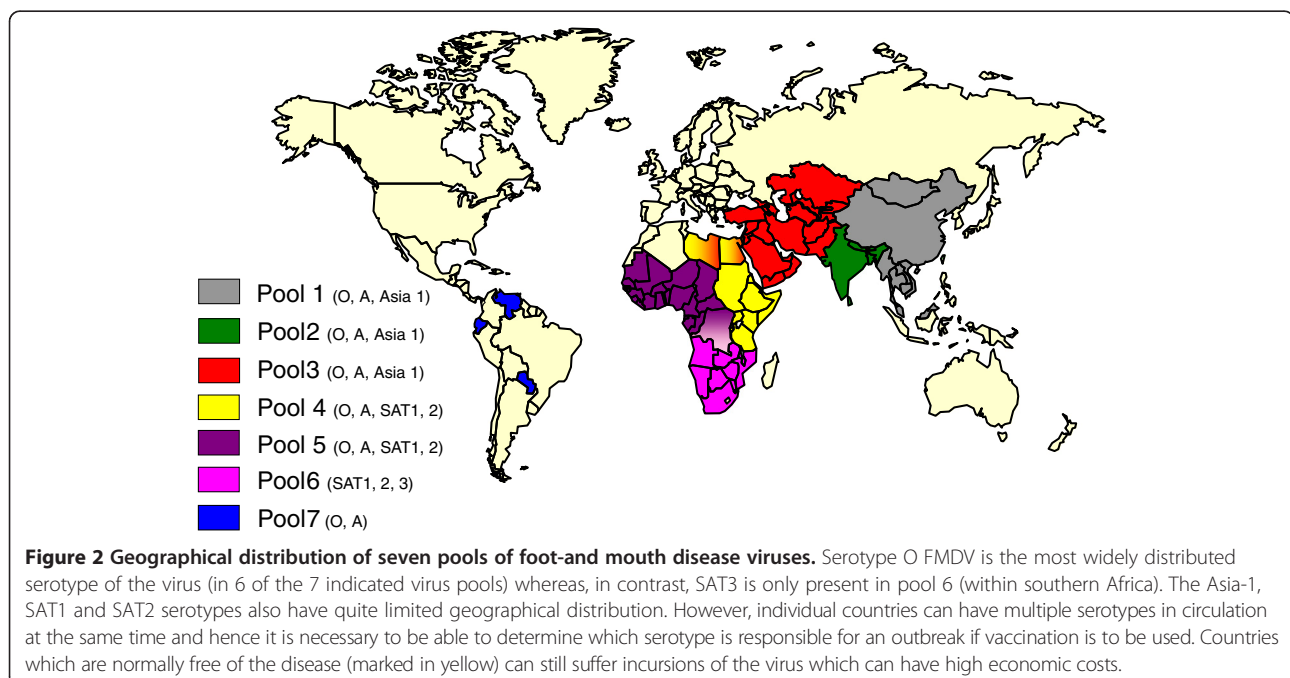 Pool 1 (O, A, Asia 1)
Pool2 (O, A, Asia 1)
Pool3 (O, A, Asia 1)
Pool 4 (O, A, SAT1, 2)
Pool 5 (O, A, SAT1, 2)
Pool6 (SAT1, 2, 3)
Pool7 (O, A)
Figure 2 Geographical distribution of seven pools of foot-and mouth disease viruses. Serotype O FMDV is the most widely distributed
serotype of the virus (in 6 of the 7 indicated virus pools) whereas, in contrast, SAT3 is only present in pool 6 (within southern Africa). The Asia-1,
SAT1 and SAT2 serotypes also have quite limited geographical distribution. However, individual countries can have multiple serotypes in circulation
at the same time and hence it is necessary to be able to determine which serotype is responsible for an outbreak if vaccination is to be used. Countries
which are normally free of the disease (marked in yellow) can still suffer incursions of the virus which can have high economic costs.